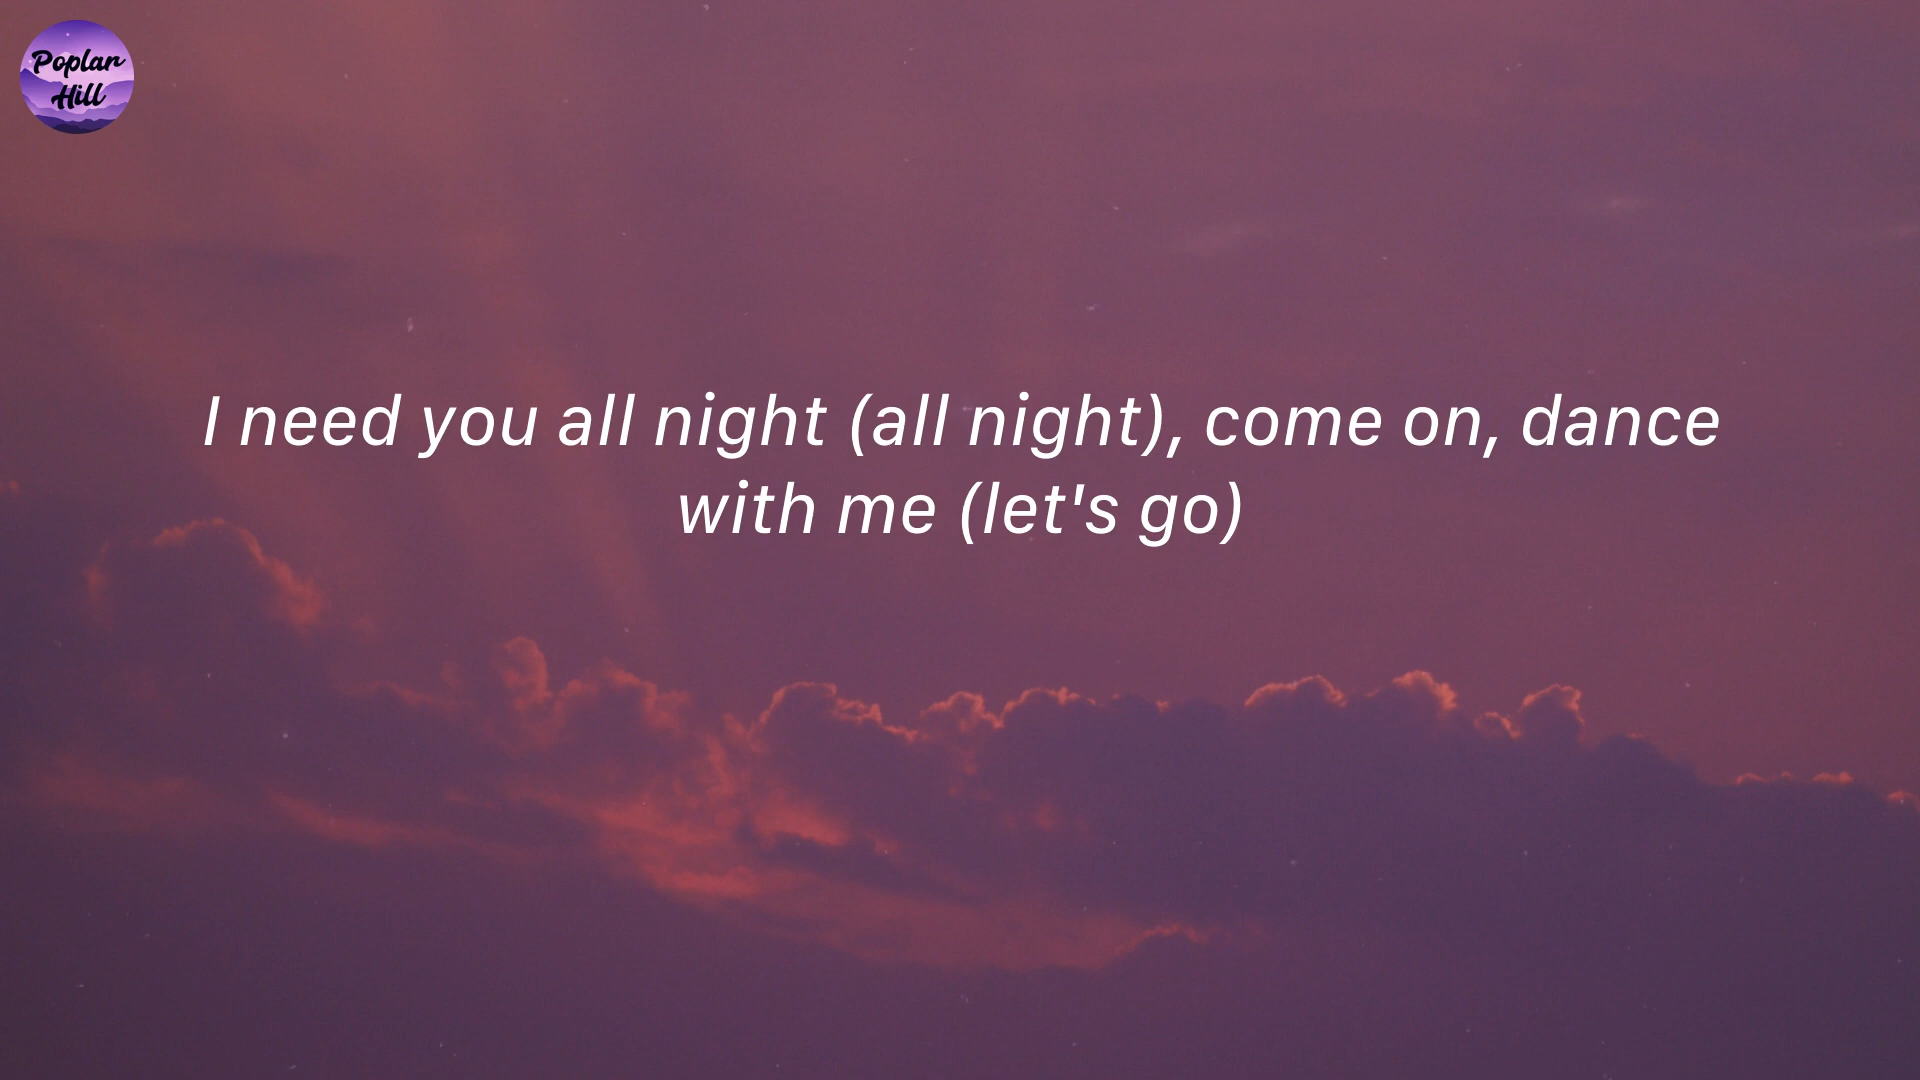 Poplar
Hill
I need you all night (all night), come on, dance
with me (let's go)